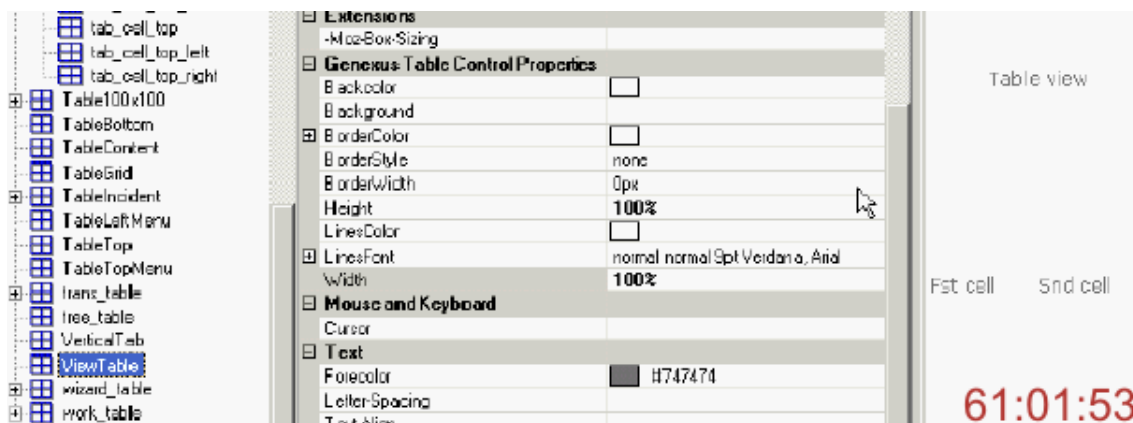 tab_cell_top
tab_cell_top_left
tab_cell_top_right
Table100x100
TableBottom
TableContent
TableGrid
TableIncident
TableLeftMenu
TableTop
TableTopMenu
trans_table
tree_table
VerticalTab
ViewTable
wizard_table
work_table
Extensions
-Moz-Box-Sizing
Genexus Table Control Properties
Backcolor
Background
BorderColor
BorderStyle none
BorderWidth 0px
Height 100%
LinesColor
LinesFont normal normal 9pt Verdana, Arial
Width 100%
Mouse and Keyboard
Cursor
Text
Forecolor #747474
Letter-Spacing
Table view
Fst cell Snd cell
61:01:53